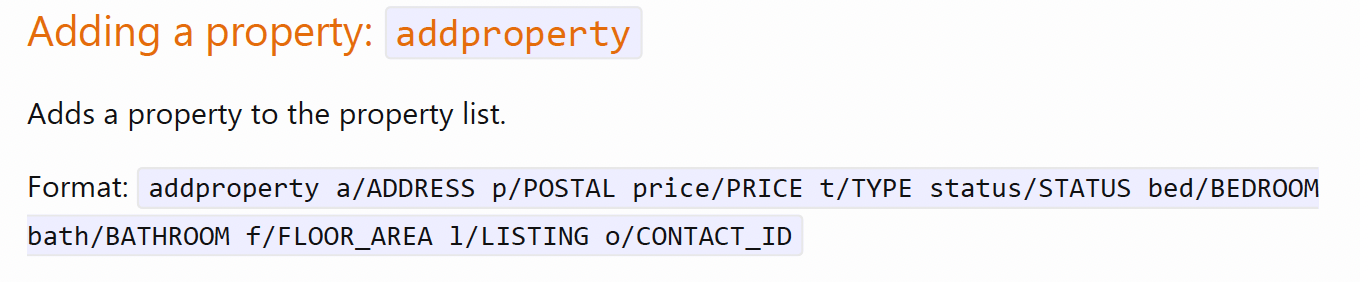 Adding a property: addproperty
Adds a property to the property list.
Format: addproperty a/ADDRESS p/POSTAL price/PRICE t/TYPE status/STATUS bed/BEDROOM
bath/BATHROOM f/FLOOR_AREA l/LISTING o/CONTACT_ID